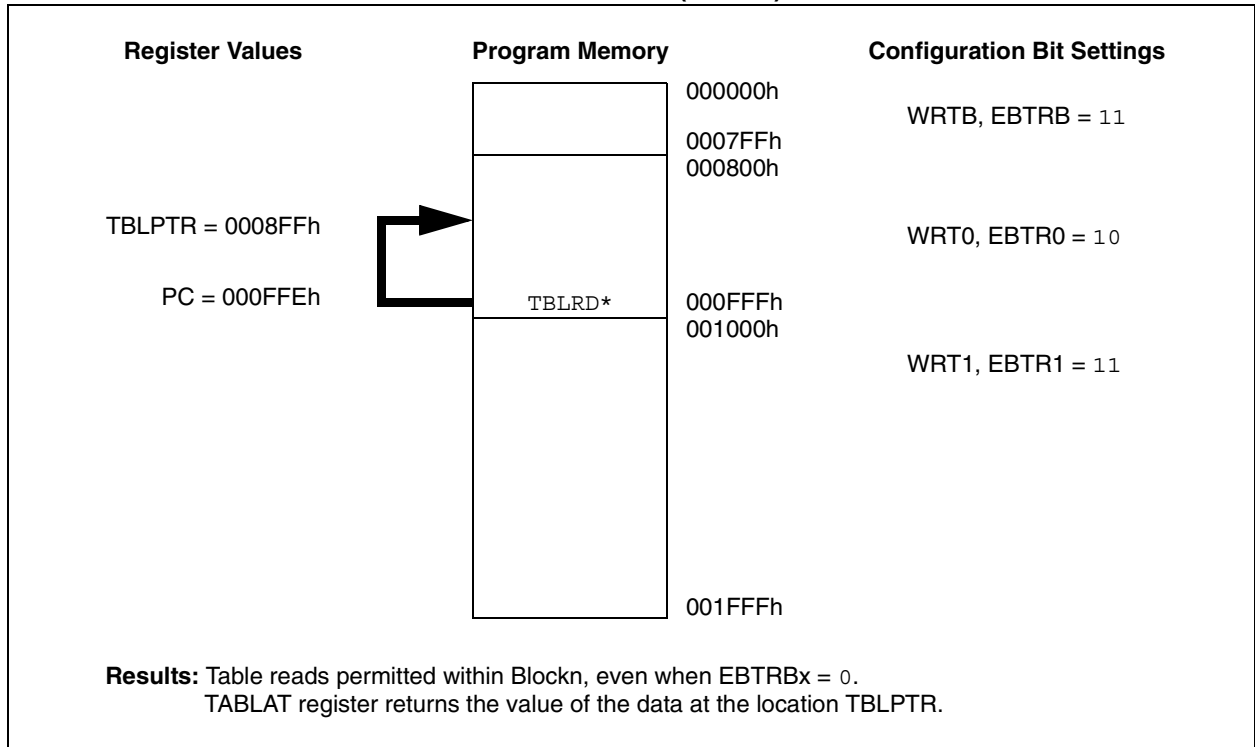 Register Values Program Memory Configuration Bit Settings
000000h
WRTB, EBTRB = 11
0007FFh
000800h
TBLPTR = 0008FFh
WRT0, EBTR0 = 10
PC = 000FFEh
TBLRD*
000FFFh
001000h
WRT1, EBTR1 = 11
001FFFh
Results: Table reads permitted within Blockn, even when EBTRBx = 0.
TABLAT register returns the value of the data at the location TBLPTR.